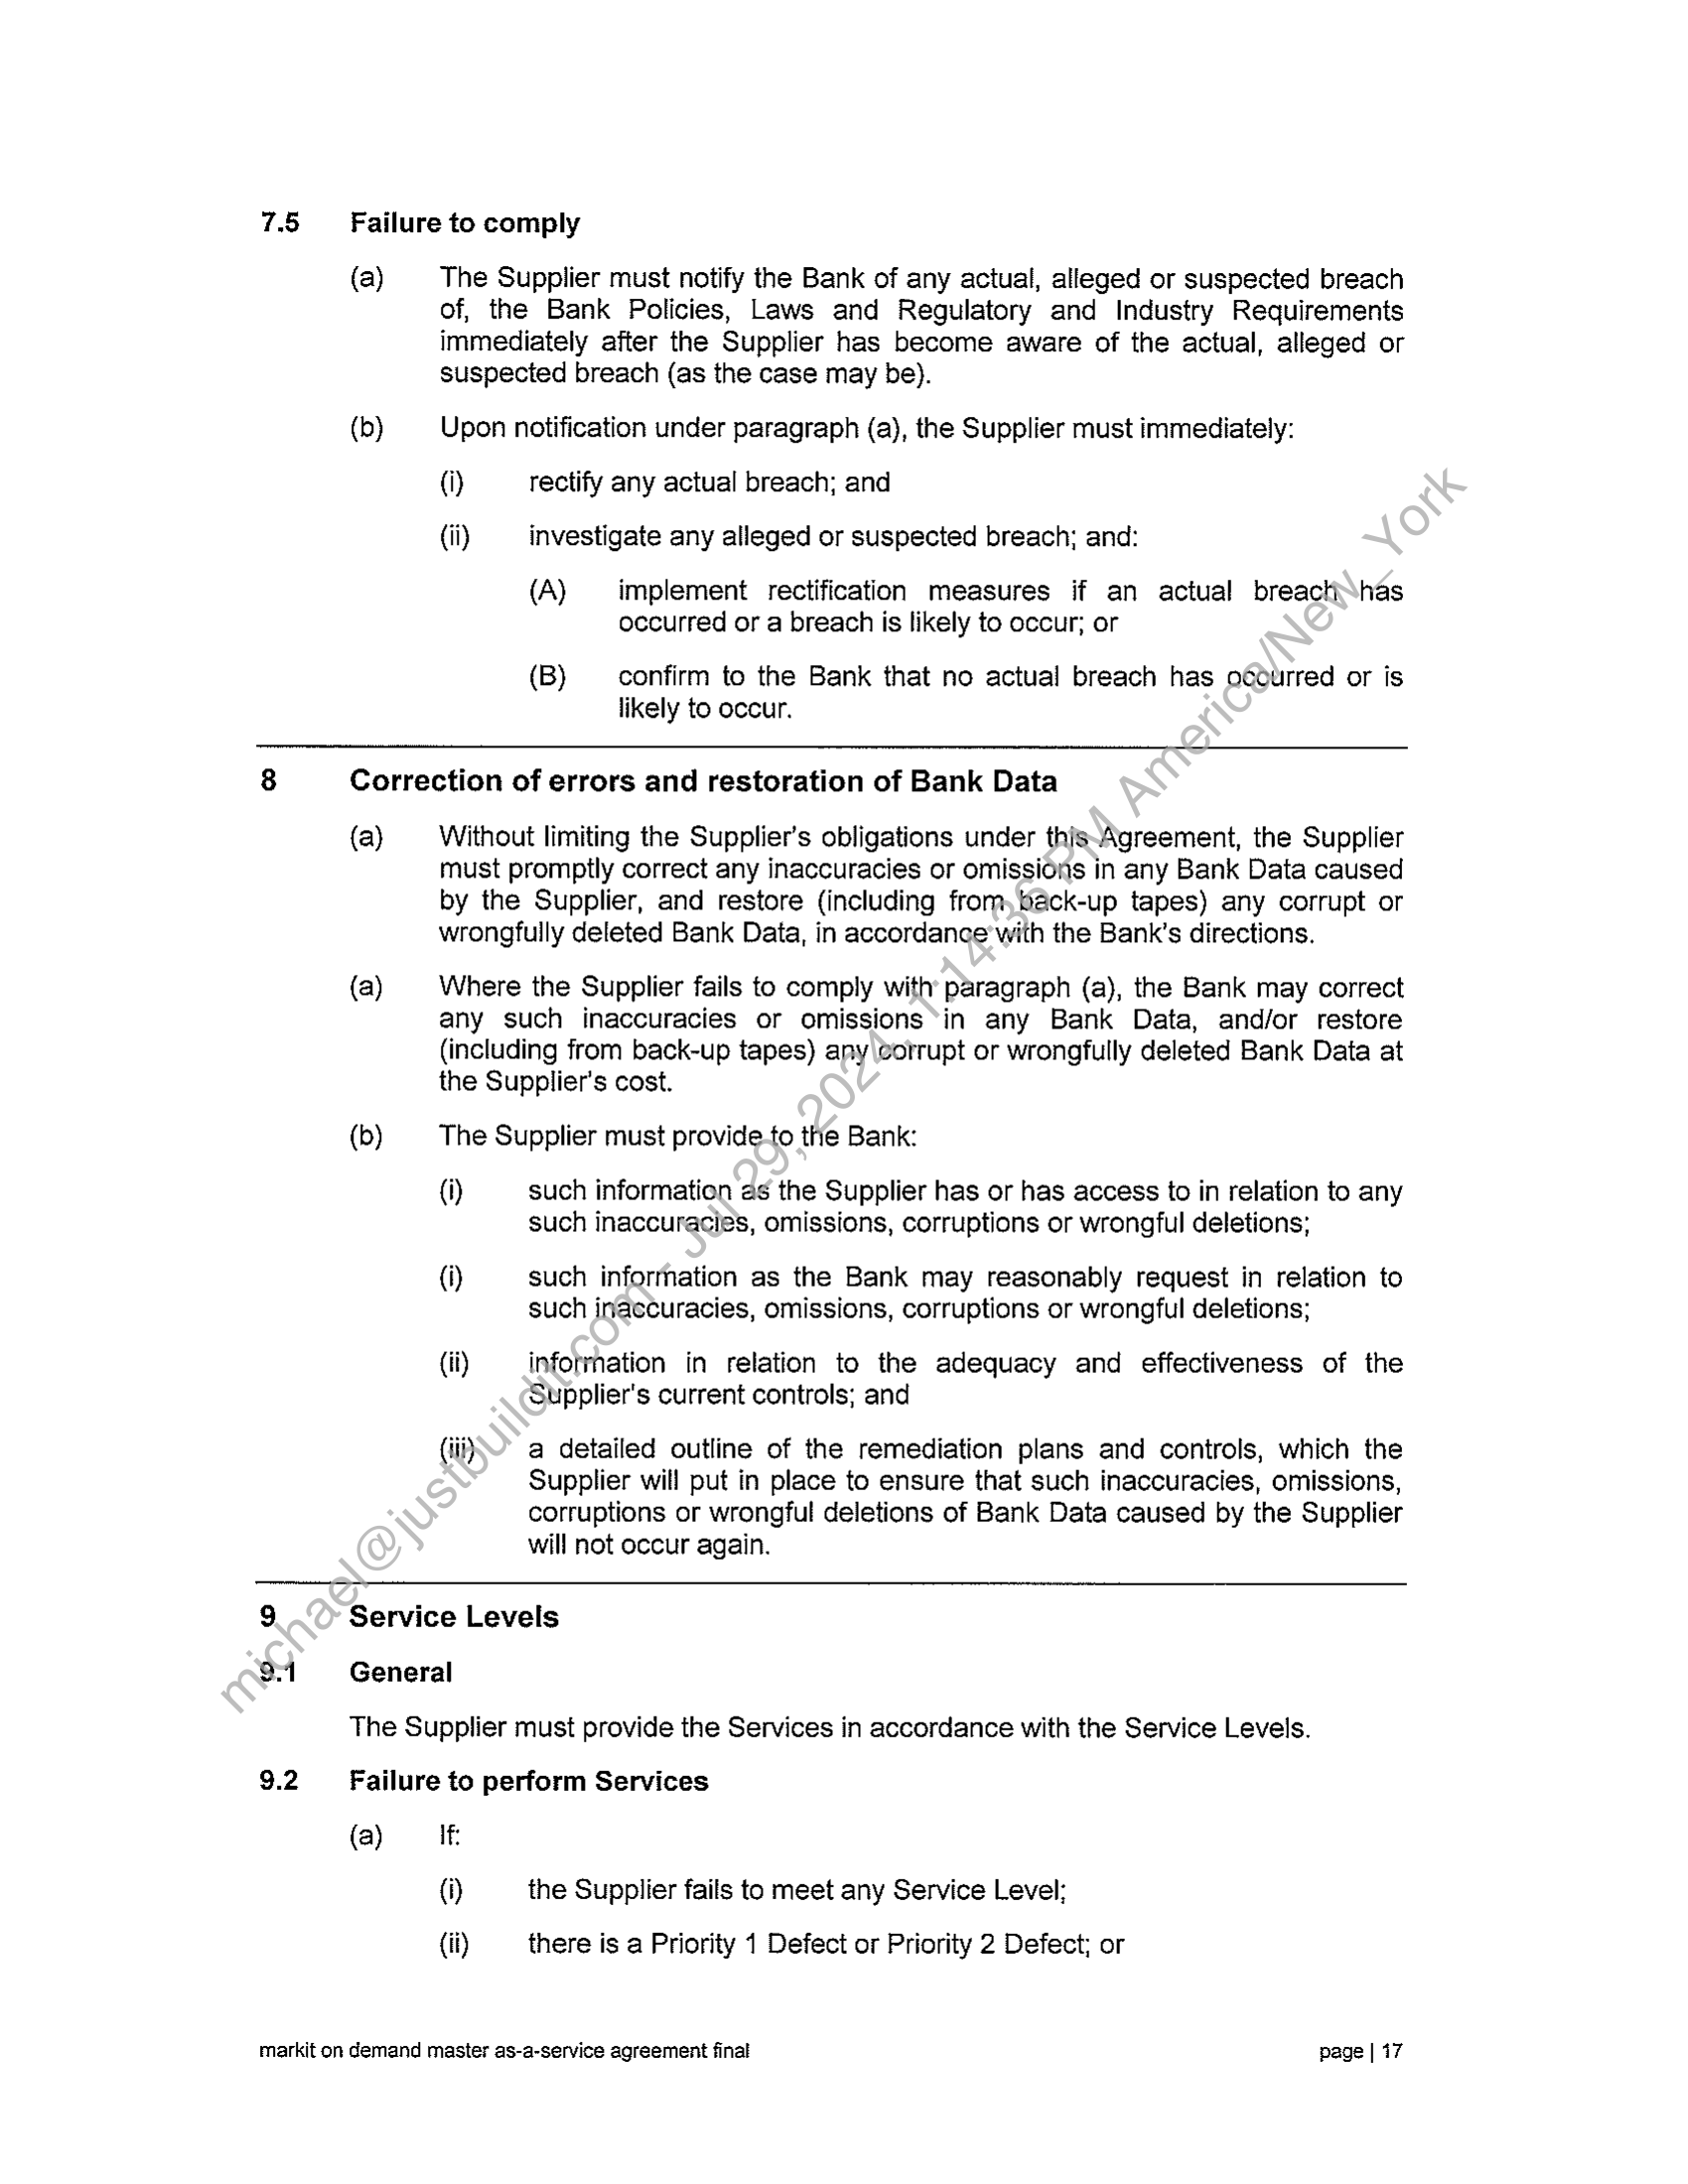 7.5 Failure to comply
(a) The Supplier must notify the Bank of any actual, alleged or suspected breach
of, the Bank Policies, Laws and Regulatory and Industry Requirements
immediately after the Supplier has become aware of the actual, alleged or
suspected breach (as the case may be).
(b) Upon notification under paragraph (a), the Supplier must immediately:
(i) rectify any actual breach; and
(ii) investigate any alleged or suspected breach; and:
(A) implement rectification measures if an actual breach has
occurred or a breach is likely to occur; or
(B) confirm to the Bank that no actual breach has occurred or is
likely to occur.
8 Correction of errors and restoration of Bank Data
(a) Without limiting the Supplier's obligations under this Agreement, the Supplier
must promptly correct any inaccuracies or omissions in any Bank Data caused
by the Supplier, and restore (including from back-up tapes) any corrupt or
wrongfully deleted Bank Data, in accordance with the Bank's directions.
(a) Where the Supplier fails to comply with paragraph (a), the Bank may correct
any such inaccuracies or omissions in any Bank Data, and/or restore
(including from back-up tapes) any corrupt or wrongfully deleted Bank Data at
the Supplier's cost.
(b) The Supplier must provide to the Bank:
(i) such information as the Supplier has or has access to in relation to any
such inaccuracies, omissions, corruptions or wrongful deletions;
(i) such information as the Bank may reasonably request in relation to
such inaccuracies, omissions, corruptions or wrongful deletions;
(ii) information in relation to the adequacy and effectiveness of the
Supplier's current controls; and
(iii) a detailed outline of the remediation plans and controls, which the
Supplier will put in place to ensure that such inaccuracies, omissions,
corruptions or wrongful deletions of Bank Data caused by the Supplier
will not occur again.
9 Service Levels
9.1 General
The Supplier must provide the Services in accordance with the Service Levels.
9.2 Failure to perform Services
(a) If:
(i) the Supplier fails to meet any Service Level;
(ii) there is a Priority 1 Defect or Priority 2 Defect; or
markit on demand master as-a-service agreement final page | 17
michael@justbuildit.com - Jul 29, 2024, 1:14:36 PM America/New_York